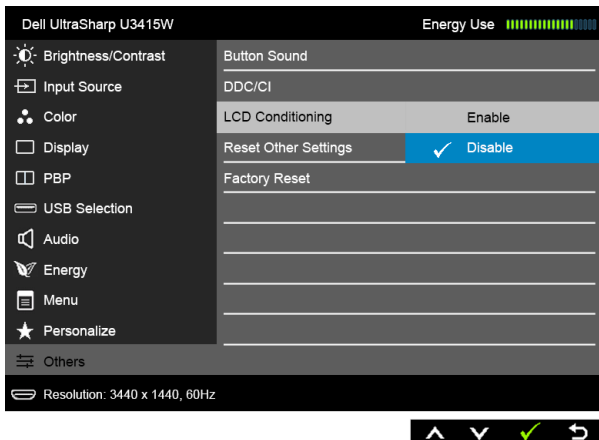 Dell UltraSharp U3415W
Energy Use
Brightness/Contrast
Button Sound
Input Source
DDC/CI
Color
LCD Conditioning
Enable
Display
Reset Other Settings
Disable
PBP
Factory Reset
USB Selection
Audio
Energy
Menu
Personalize
Others
Resolution: 3440 x 1440, 60Hz